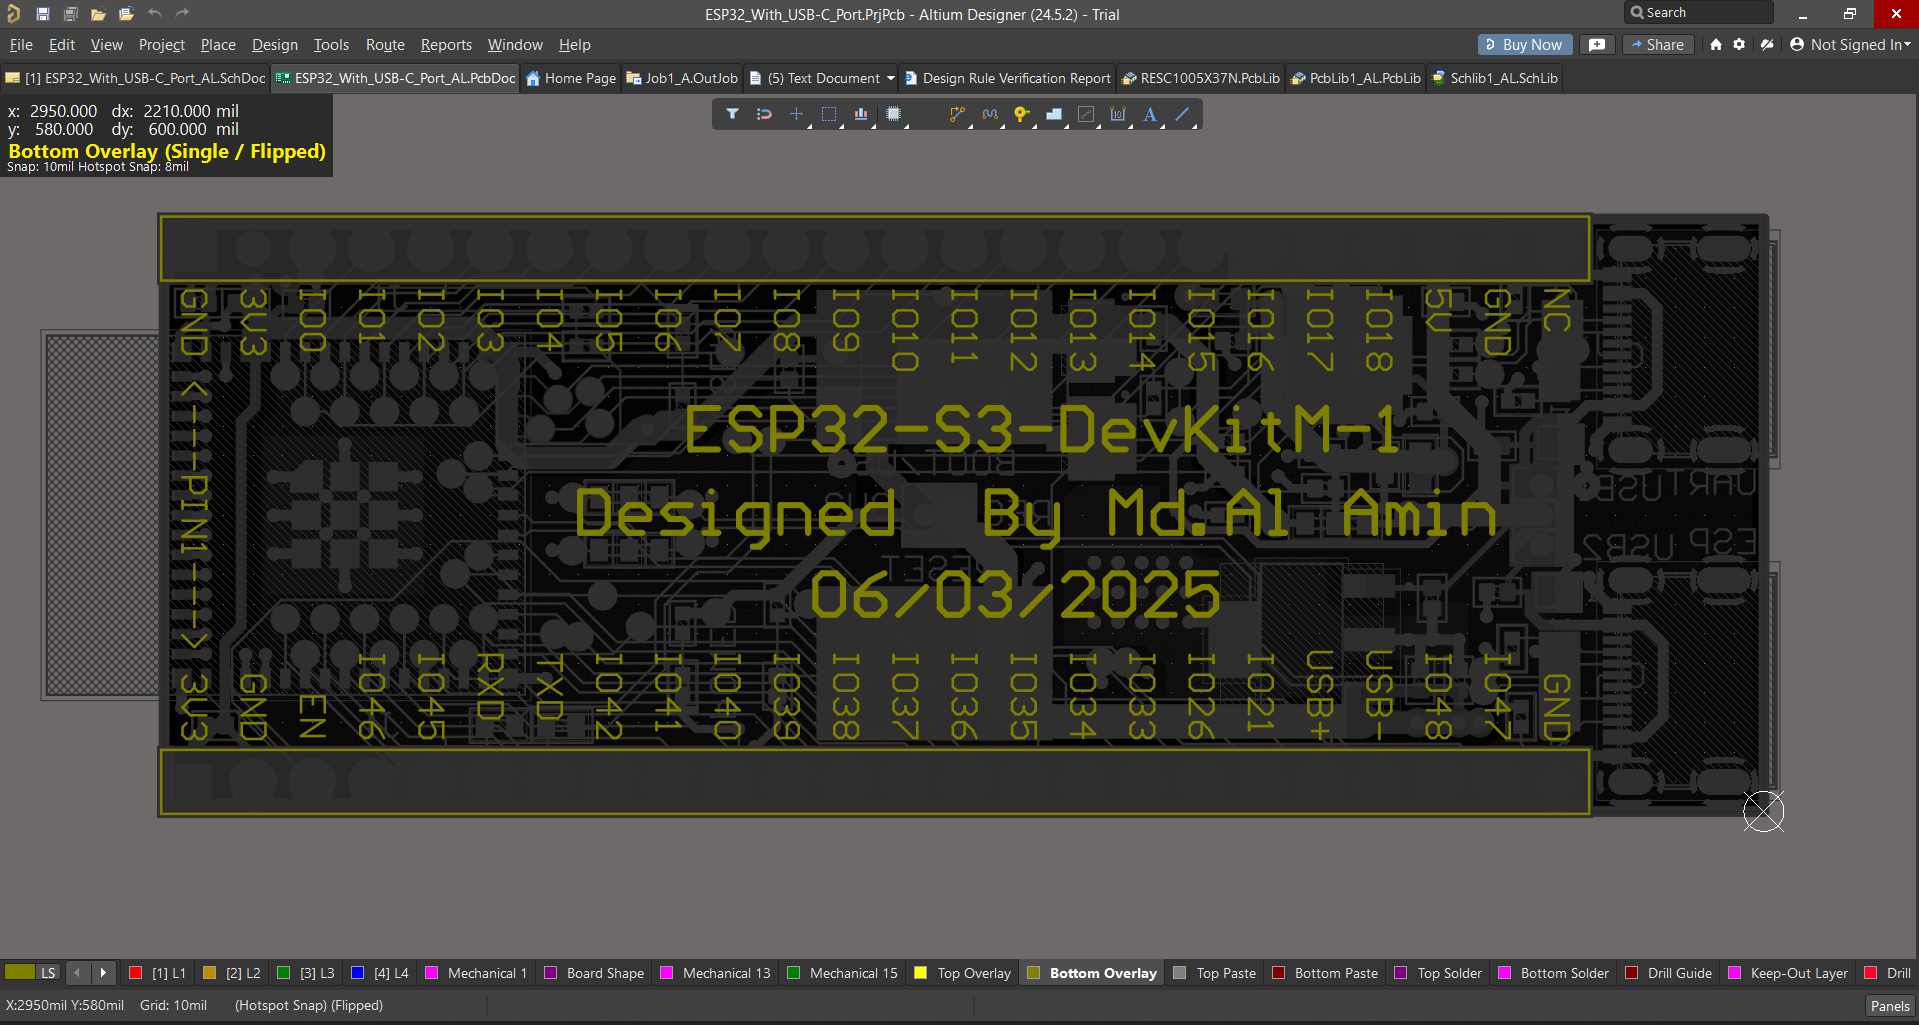 ESP32_With_USB-C_Port.PrjPcb - Altium Designer (24.5.2) - Trial
Search
File Edit View Project Place Design Tools Route Reports Window Help
Buy Now
Share
Not Signed In
[1] ESP32_With_USB-C_Port_AL.SchDoc
ESP32_With_USB-C_Port_AL.PcbDoc
Home Page
Job1_A.OutJob
(5) Text Document
Design Rule Verification Report
RESC1005X37N.PcbLib
PcbLib1_AL.PcbLib
Schlib1_AL.SchLib
x: 2950.000 dx: 2210.000 mil
y: 580.000 dy: 600.000 mil
Bottom Overlay (Single / Flipped)
Snap: 10mil Hotspot Snap: 8mil
GND 3V3 IO0 IO1 IO2 IO3 IO4 IO5 IO6 IO7 IO8 IO9 IO10 IO11 IO12 IO13 IO14 IO15 IO16 IO17 IO18 5V GND NC
<----PIN1---->
ESP32-S3-DevKitM-1
BOOT
Designed By Md.Al Amin
UARTUSB
ESP USB2
RESET
06/03/2025
3V3 GND EN IO46 IO45 RXD TXD IO42 IO41 IO40 IO39 IO38 IO37 IO36 IO35 IO34 IO33 IO26 IO21 USB+ USB- IO48 IO47 GND
LS
[1] L1
[2] L2
[3] L3
[4] L4
Mechanical 1
Board Shape
Mechanical 13
Mechanical 15
Top Overlay
Bottom Overlay
Top Paste
Bottom Paste
Top Solder
Bottom Solder
Drill Guide
Keep-Out Layer
Drill
X:2950mil Y:580mil Grid: 10mil (Hotspot Snap) (Flipped)
Panels